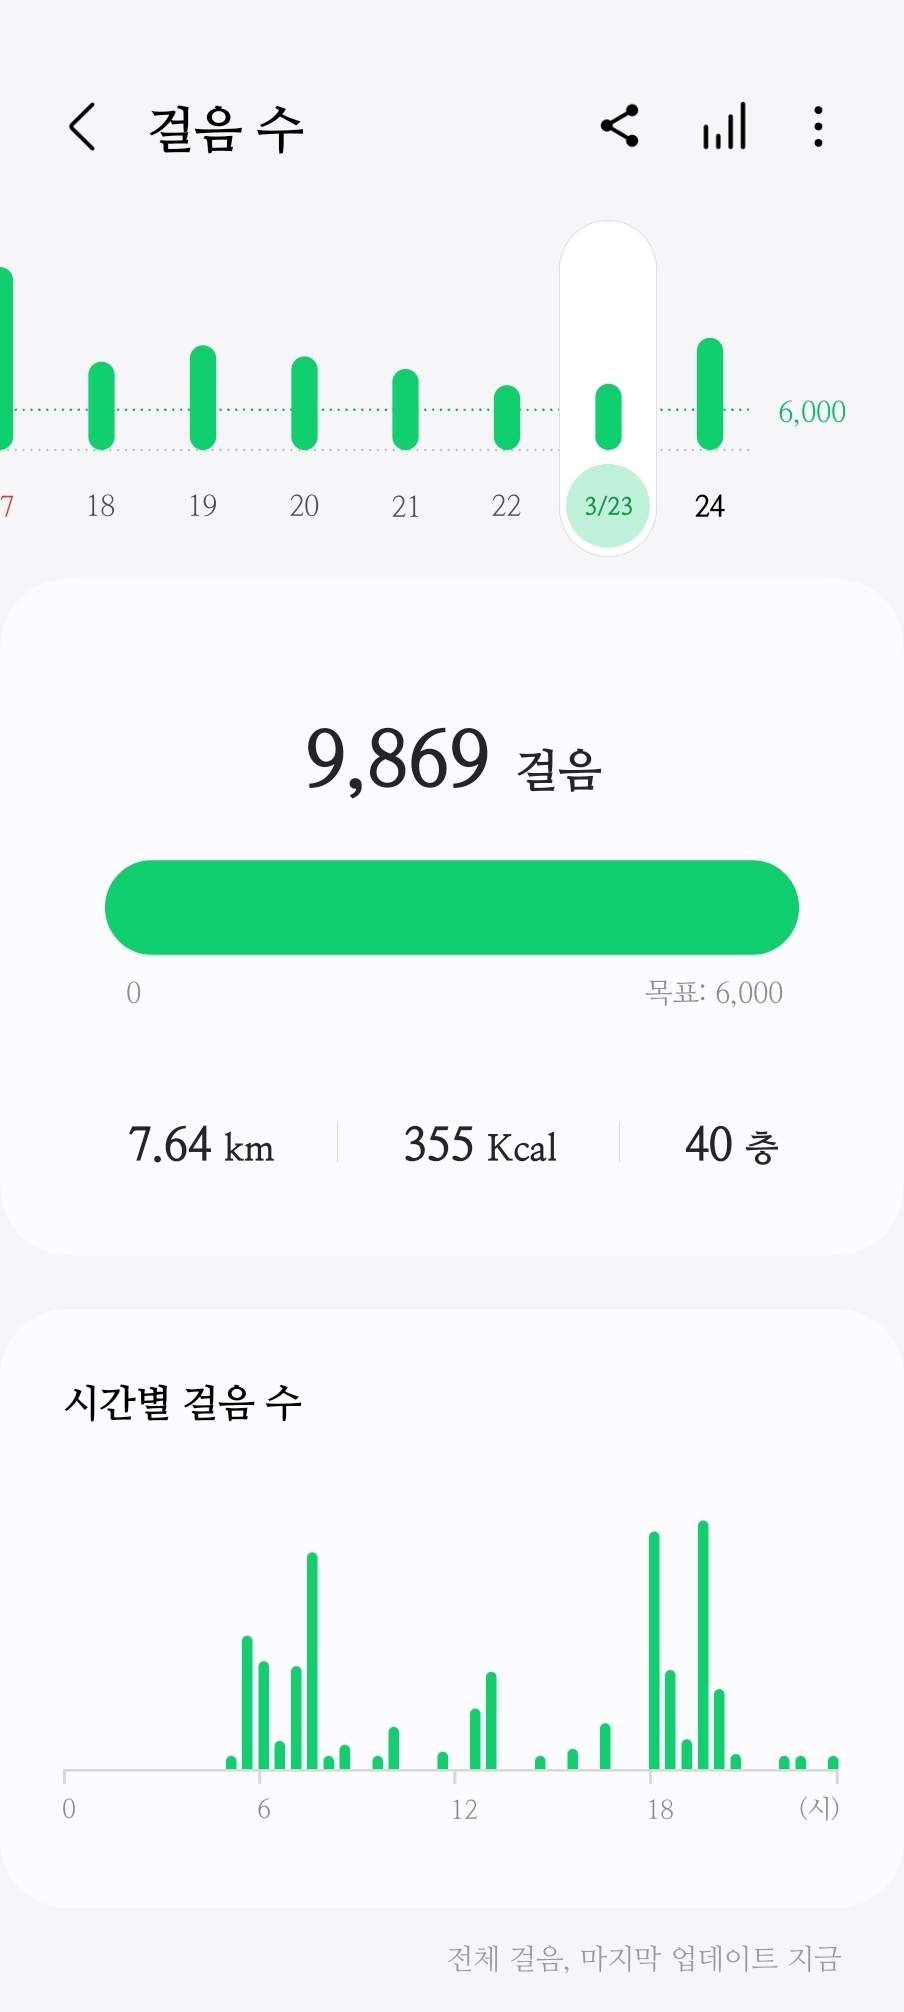 걸음 수
6,000
7 18 19 20 21 22 3/23 24
9,869 걸음
0 목표: 6,000
7.64 km 355 Kcal 40 층
시간별 걸음 수
0 6 12 18 (시)
전체 걸음, 마지막 업데이트 지금